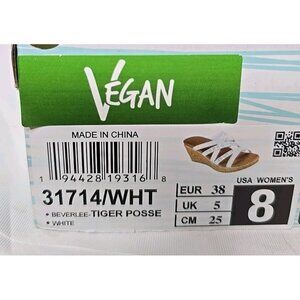 VEGAN
MADE IN CHINA
1 94428 19316 8
31714/WHT
• BEVERLEE-TIGER POSSE
• WHITE
EUR 38
UK 5
CM 25
USA WOMEN'S
8